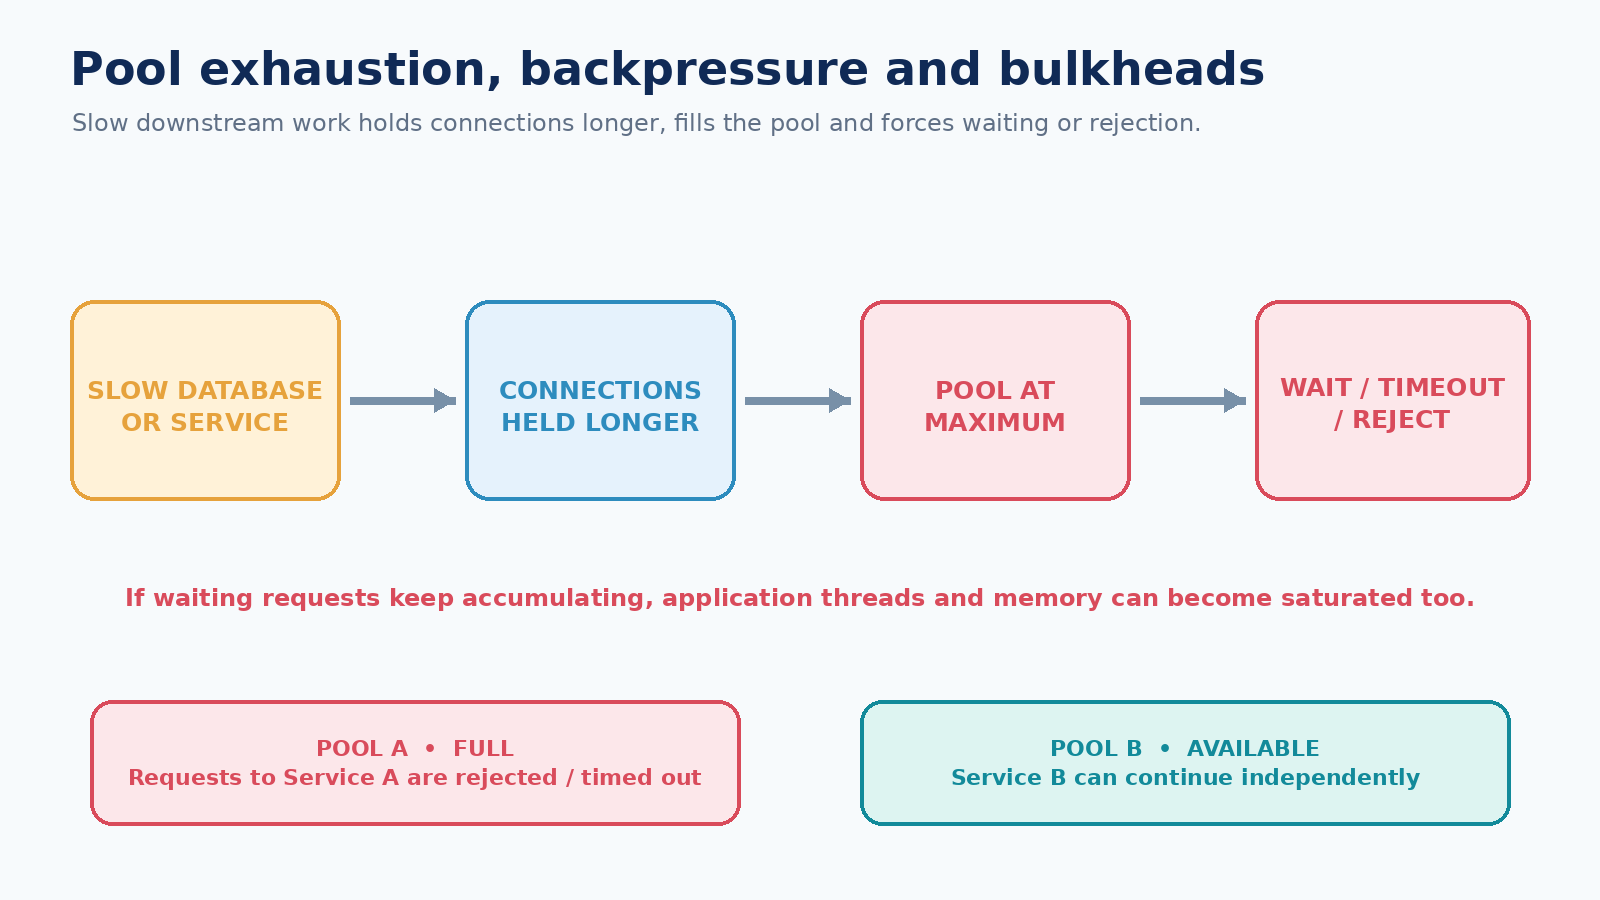 Pool exhaustion, backpressure and bulkheads
Slow downstream work holds connections longer, fills the pool and forces waiting or rejection.
SLOW DATABASE
OR SERVICE
CONNECTIONS
HELD LONGER
POOL AT
MAXIMUM
WAIT / TIMEOUT
/ REJECT
If waiting requests keep accumulating, application threads and memory can become saturated too.
POOL A • FULL
Requests to Service A are rejected / timed out
POOL B • AVAILABLE
Service B can continue independently